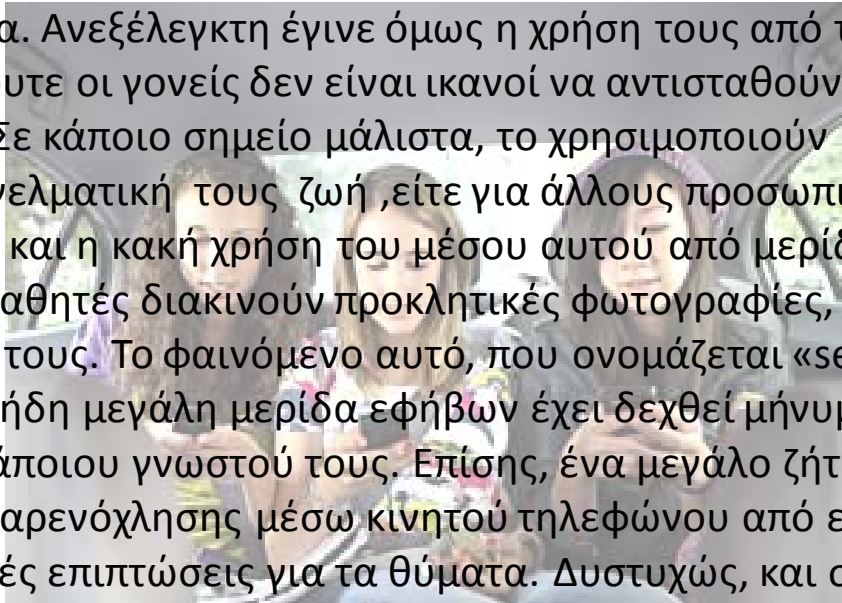 α. Ανεξέλεγκτη έγινε όμως η χρήση τους από τ
ουτε οι γονείς δεν είναι ικανοί να αντισταθούν
Σε κάποιο σημείο μάλιστα, το χρησιμοποιούν
γελματική τους ζωή ,είτε για άλλους προσωπι
και η κακή χρήση του μέσου αυτού από μερίδ
αθητές διακινούν προκλητικές φωτογραφίες,
τους. Το φαινόμενο αυτό, που ονομάζεται «se
ήδη μεγάλη μερίδα εφήβων έχει δεχθεί μήνυμ
άποιου γνωστού τους. Επίσης, ένα μεγάλο ζήτ
αρενόχλησης μέσω κινητού τηλεφώνου από ε
ές επιπτώσεις για τα θύματα. Δυστυχώς, και ο